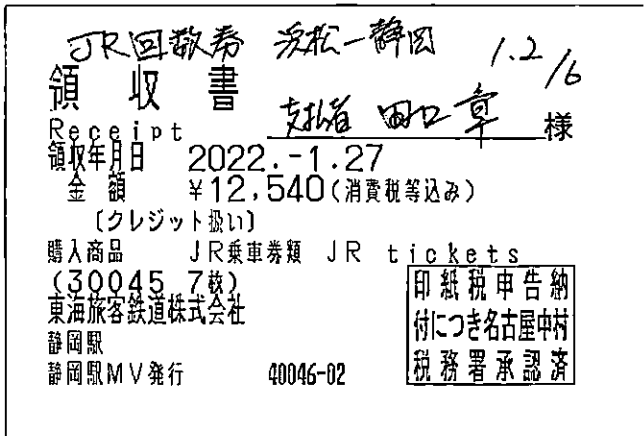 JR回数券 浜松ー静岡 1.2/6
領収書
Receipt 支払者 田口 章 様
領収年月日 2022.-1.27
金額 ¥12,540(消費税等込み)
〔クレジット扱い〕
購入商品 JR乗車券類 JR tickets
(30045 7枚)
東海旅客鉄道株式会社
静岡駅
静岡駅MV発行 40046-02
印紙税申告納
付につき名古屋中村
税務署承認済